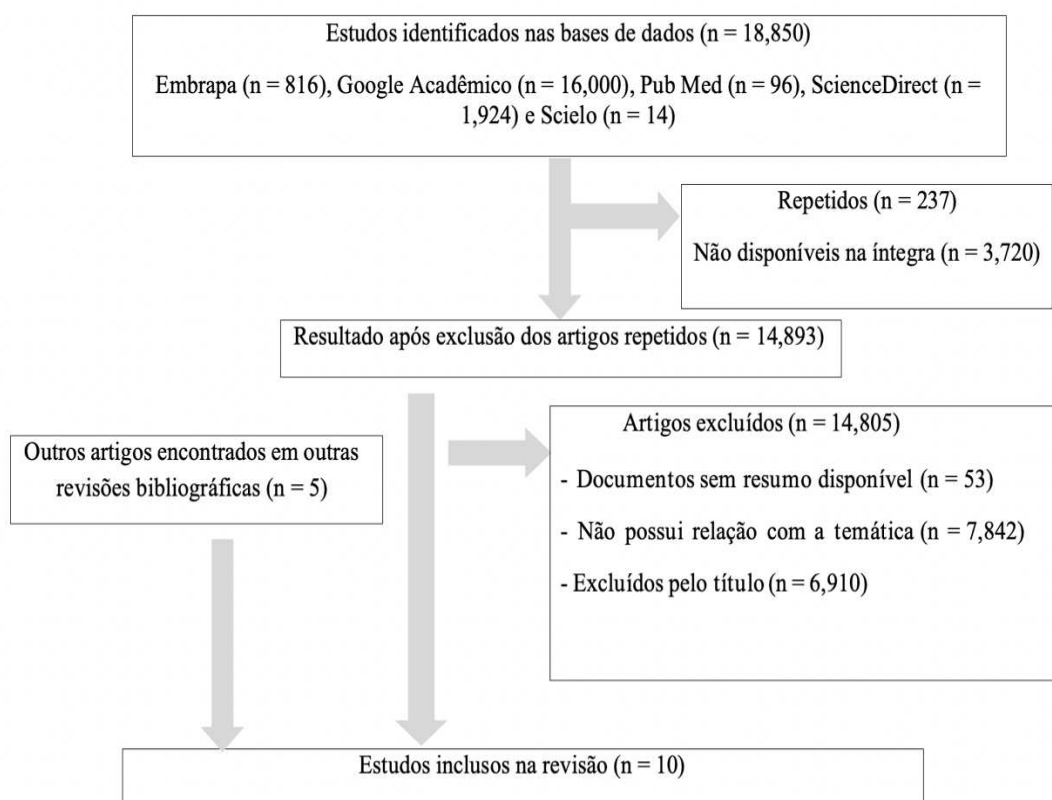 Estudos identificados nas bases de dados (n = 18,850)
Embrapa (n = 816), Google Acadêmico (n = 16,000), Pub Med (n = 96), ScienceDirect (n =
1,924) e Scielo (n = 14)
Repetidos (n = 237)
Não disponíveis na íntegra (n = 3,720)
Resultado após exclusão dos artigos repetidos (n = 14,893)
Outros artigos encontrados em outras
revisões bibliográficas (n = 5)
Artigos excluídos (n = 14,805)
- Documentos sem resumo disponível (n = 53)
- Não possui relação com a temática (n = 7,842)
- Excluídos pelo título (n = 6,910)
Estudos inclusos na revisão (n = 10)